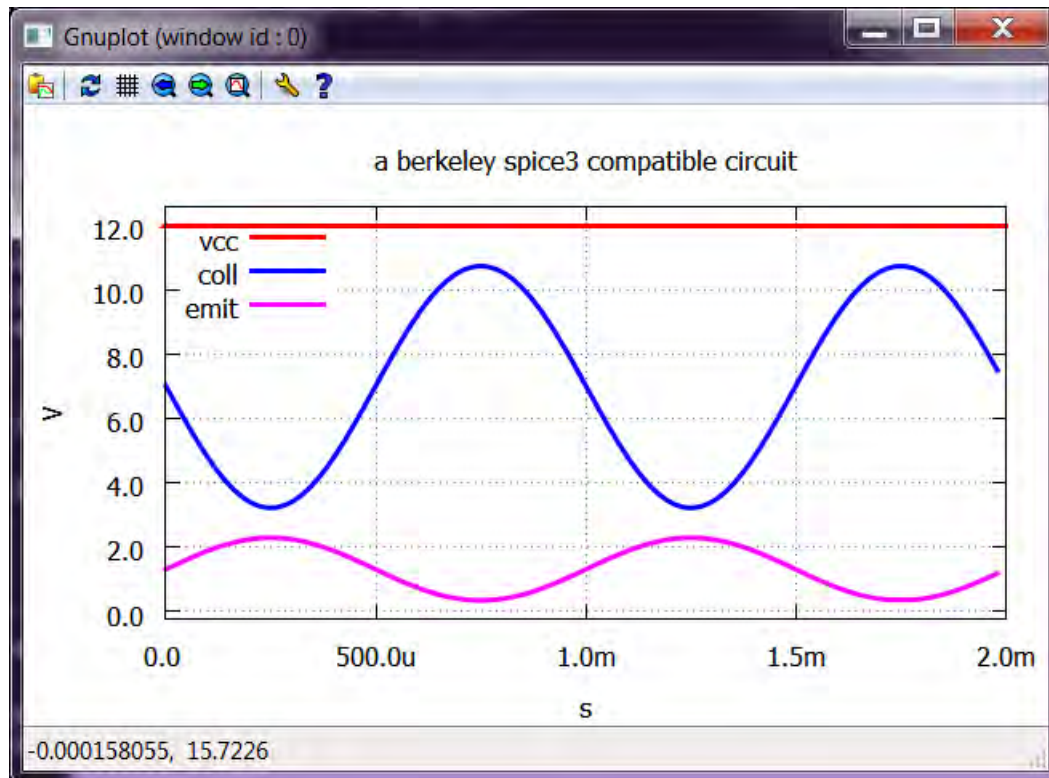 Gnuplot (window id : 0)
a berkeley spice3 compatible circuit
12.0
10.0
8.0
6.0
4.0
2.0
0.0
vcc
coll
emit
V
0.0 500.0u 1.0m 1.5m 2.0m
s
-0.000158055, 15.7226